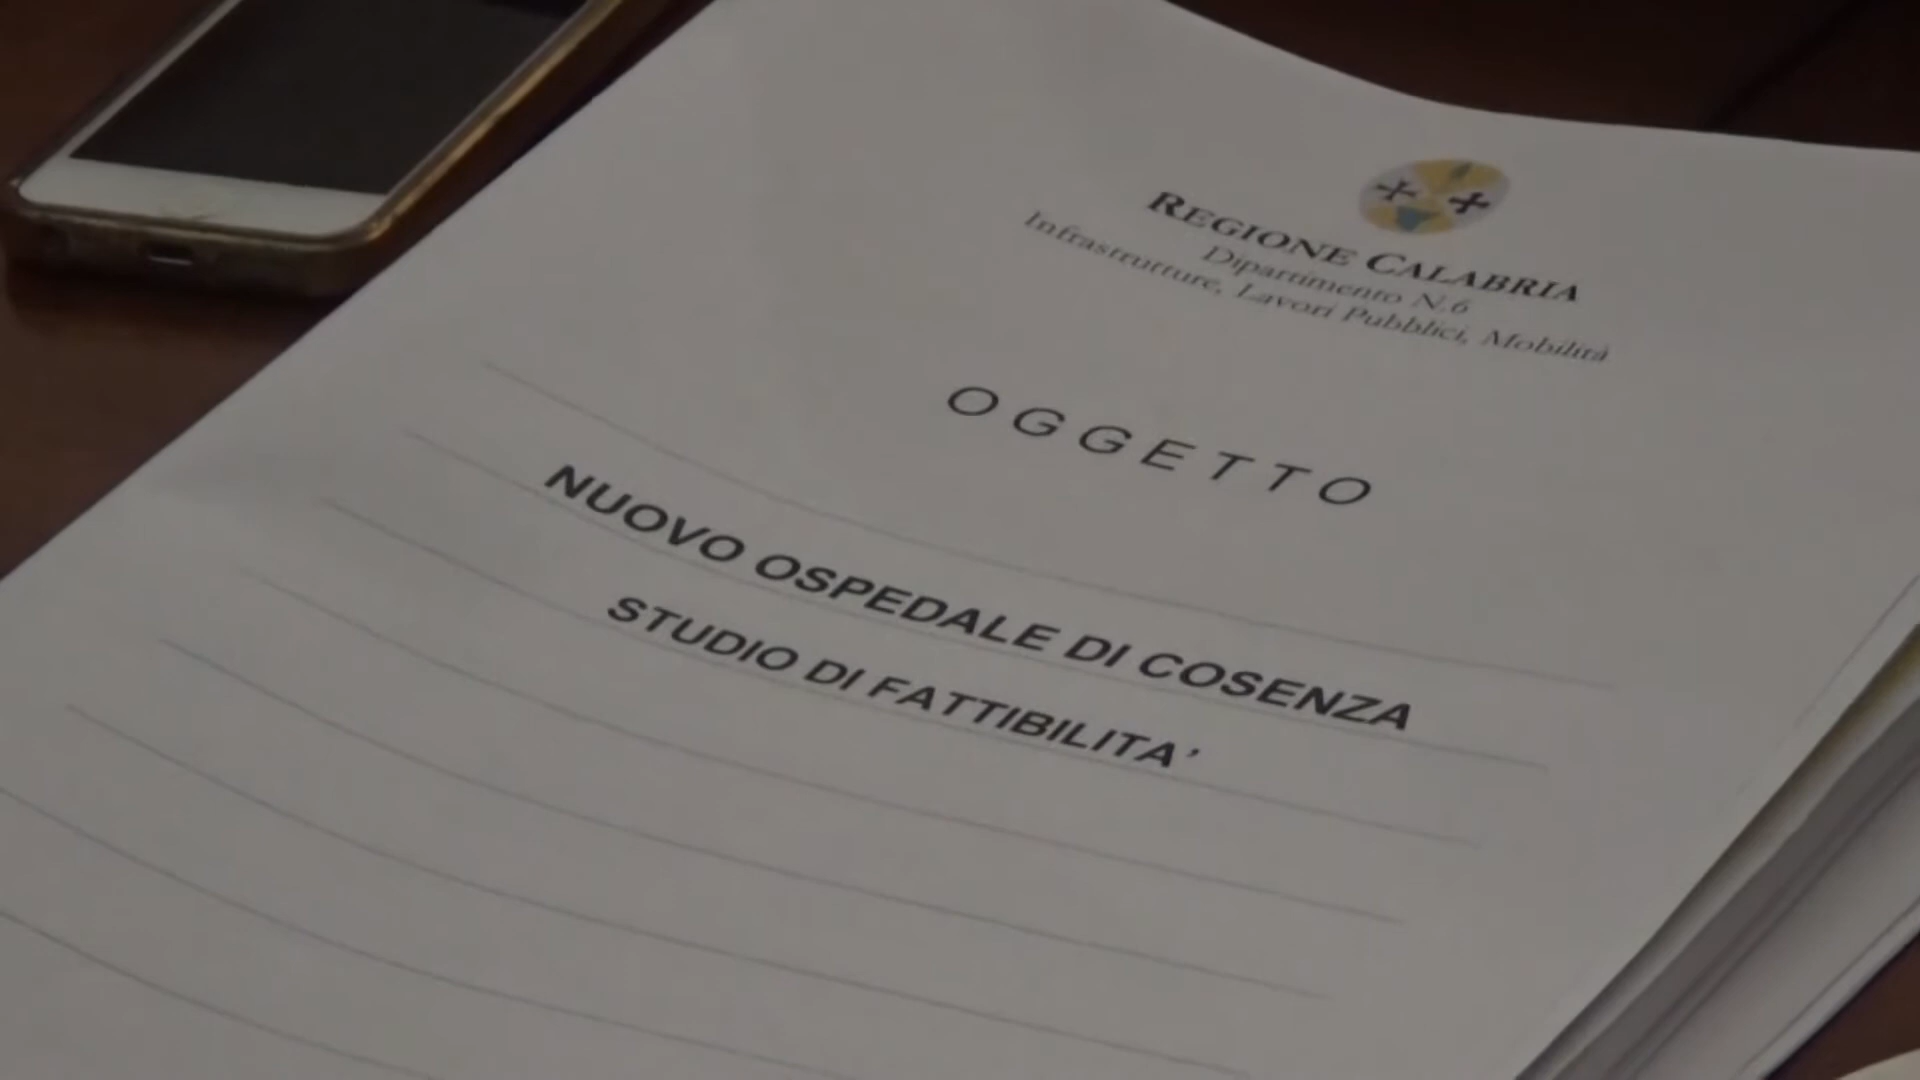 REGIONE CALABRIA
Dipartimento N.6
Infrastrutture, Lavori Pubblici, Mobilità
OGGETTO
NUOVO OSPEDALE DI COSENZA
STUDIO DI FATTIBILITA'